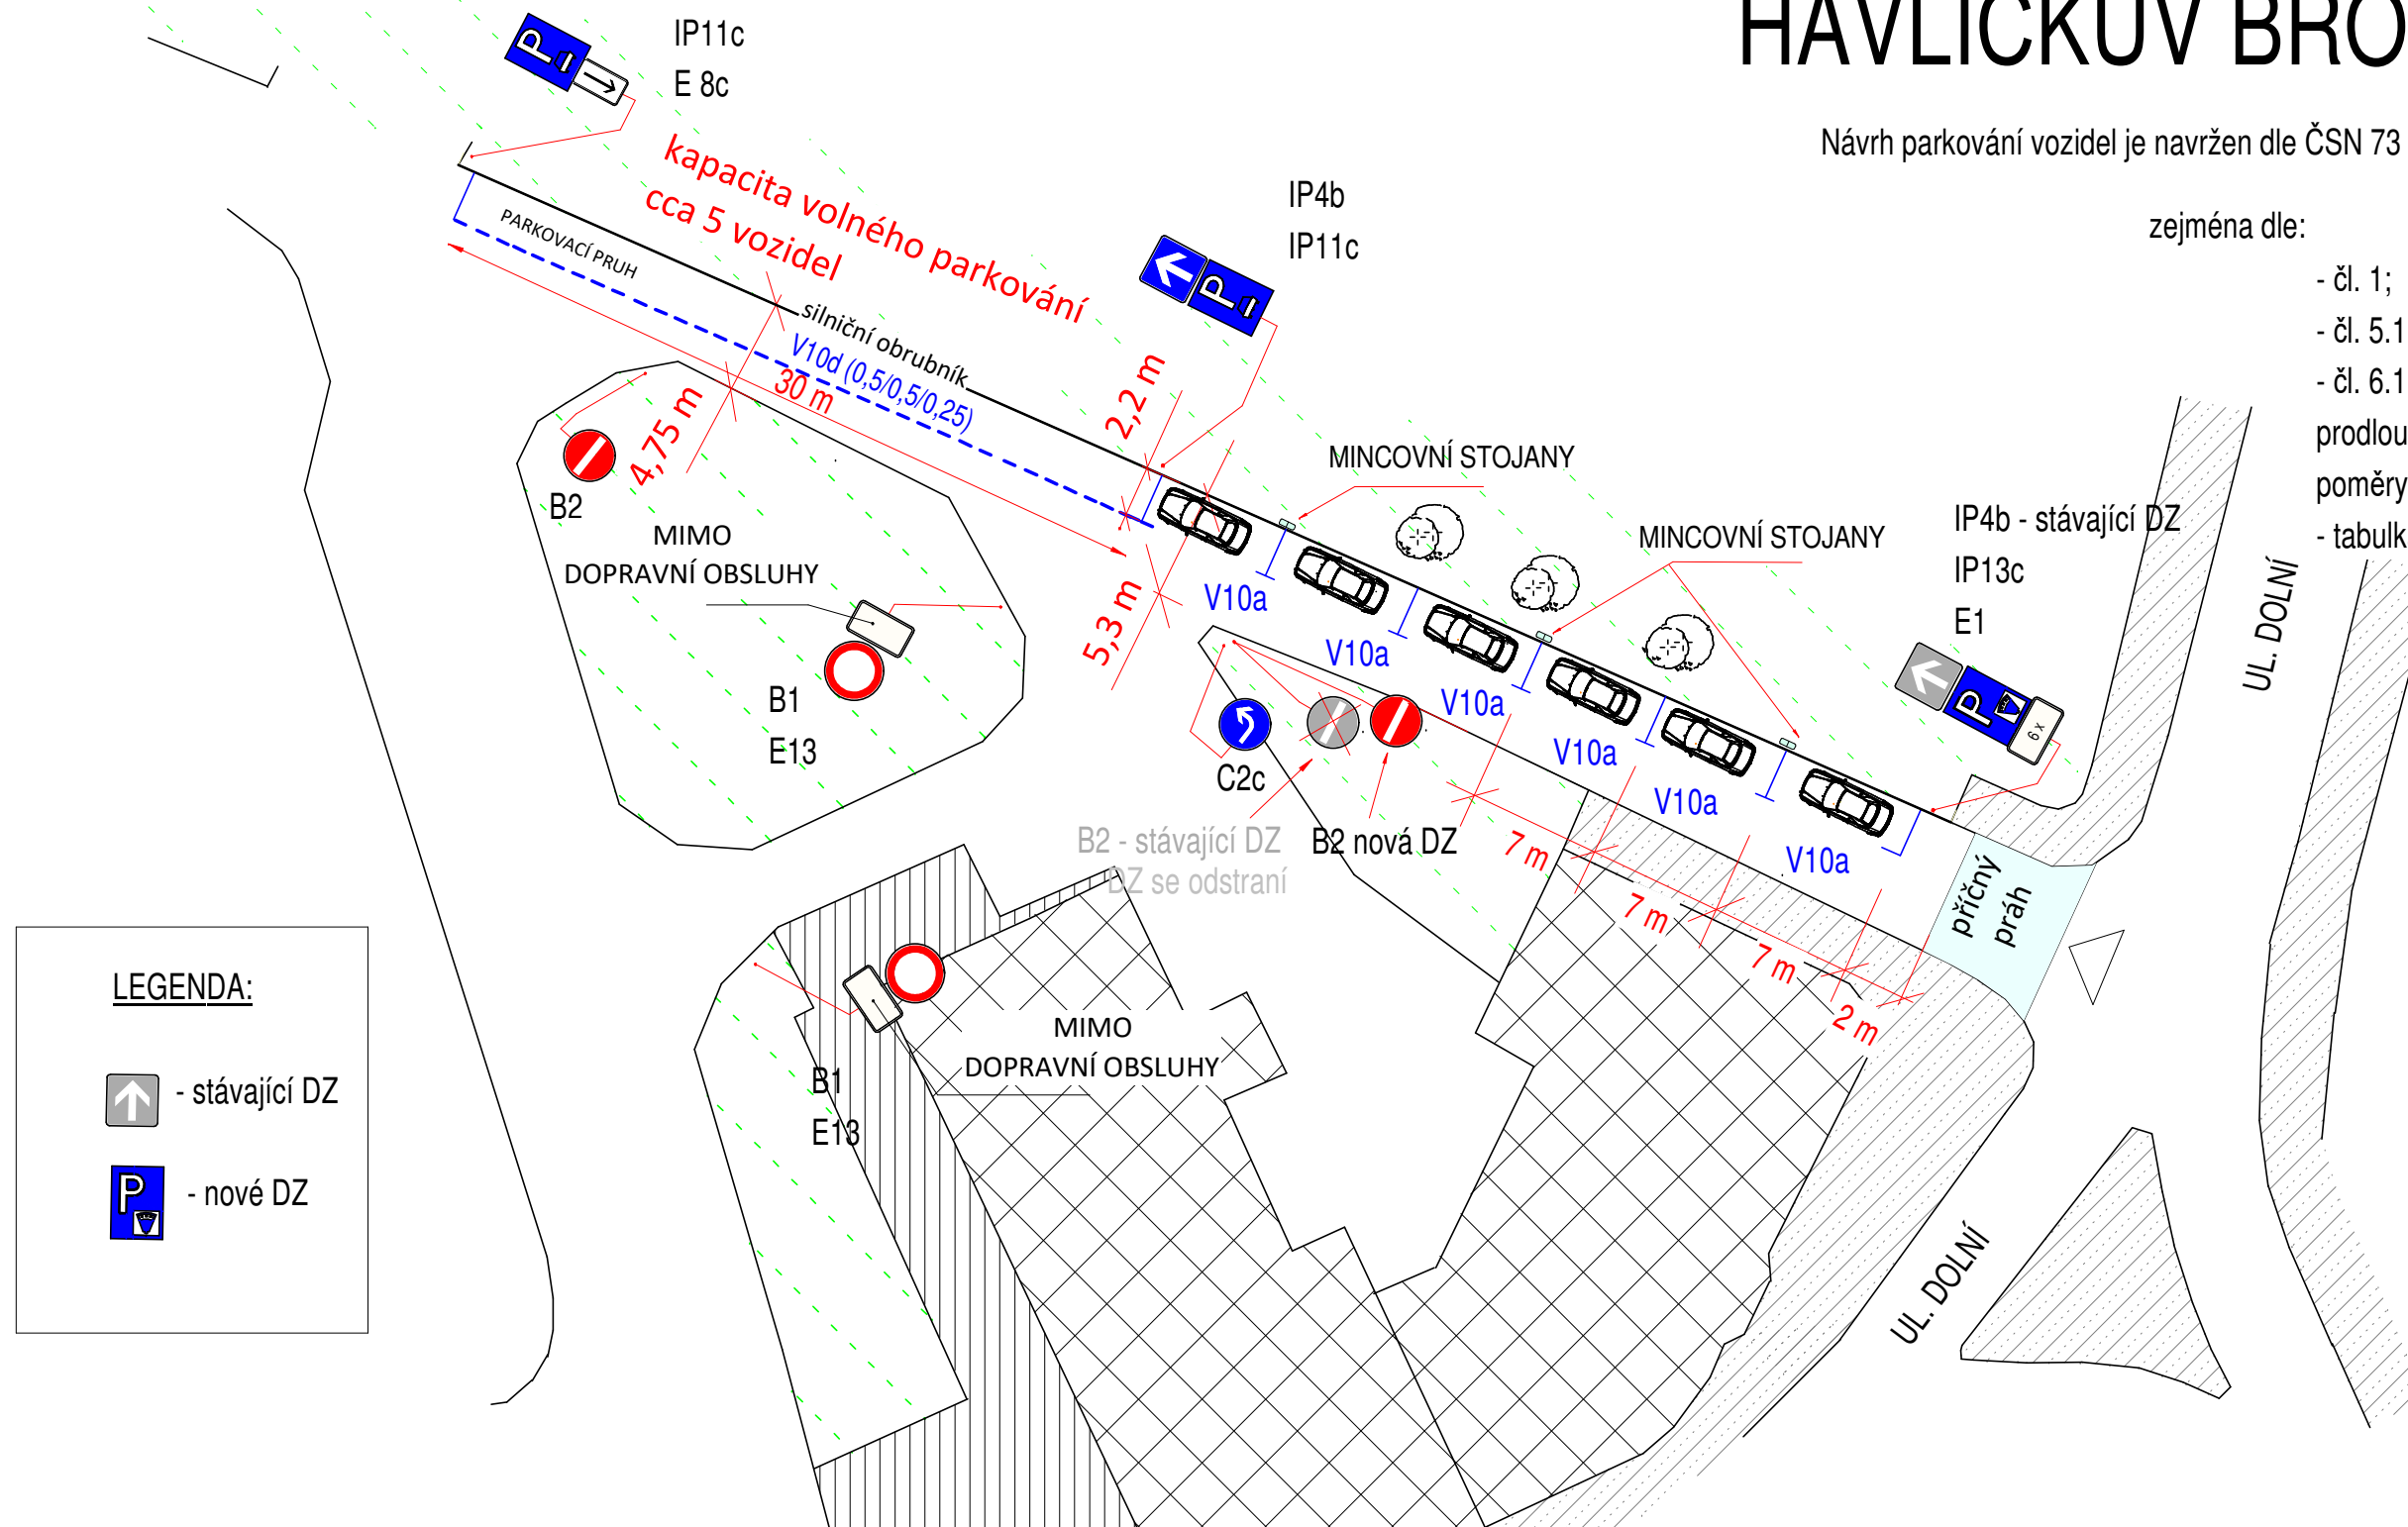 HAVLÍČKŮV BRO
Návrh parkování vozidel je navržen dle ČSN 73
zejména dle:
- čl. 1;
- čl. 5.1
- čl. 6.1
prodlou
poměry
- tabulk
IP11c
E 8c
P
kapacita volného parkování
cca 5 vozidel
PARKOVACÍ PRUH
silniční obrubník
V10d (0,5/0,5/0,25)
30 m
4,75 m
IP4b
IP11c
P
2,2 m
5,3 m
MINCOVNÍ STOJANY
MINCOVNÍ STOJANY
IP4b - stávající DZ
IP13c
E1
P
6 x
UL. DOLNÍ
B2
MIMO
DOPRAVNÍ OBSLUHY
B1
E13
V10a
V10a
V10a
V10a
V10a
V10a
C2c
B2 - stávající DZ
DZ se odstraní
B2 nová DZ
7 m
7 m
7 m
2 m
příčný
práh
MIMO
DOPRAVNÍ OBSLUHY
B1
E13
UL. DOLNÍ
LEGENDA:
- stávající DZ
P
- nové DZ